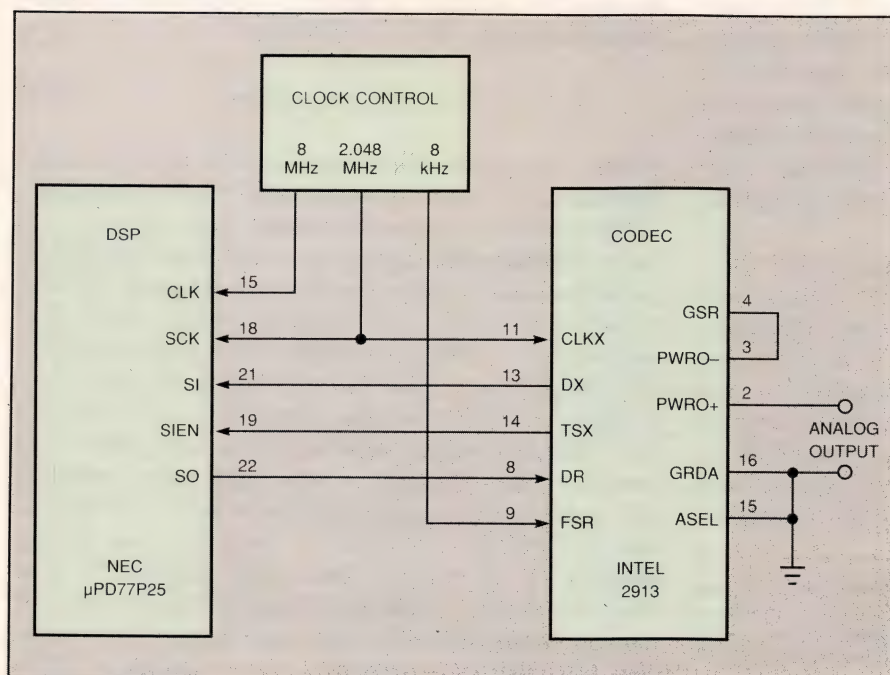 CLOCK CONTROL
8 MHz
2.048 MHz
8 kHz
DSP
CODEC
CLK
15
SCK
18
SI
21
SIEN
19
SO
22
NEC
µPD77P25
11
CLKX
13
DX
14
TSX
8
DR
9
FSR
GSR
4
PWRO–
3
PWRO+
2
GRDA
16
ASEL
15
INTEL
2913
ANALOG
OUTPUT